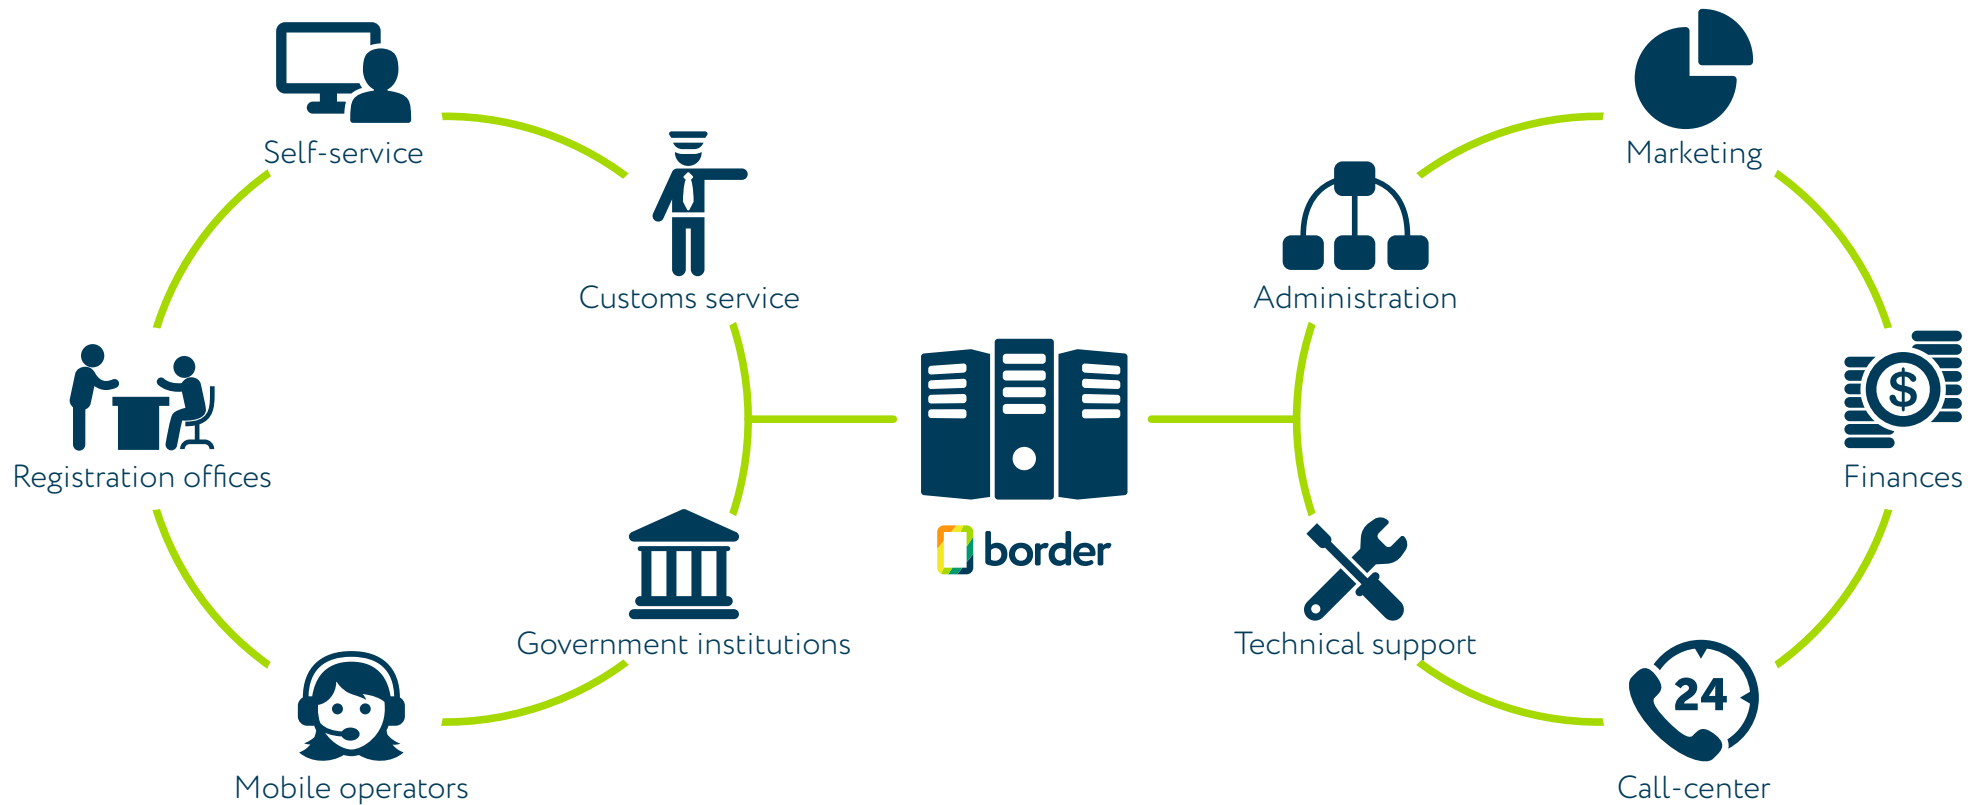 Self-service
Marketing
Customs service
Administration
$
Registration offices
Finances
border
Government institutions
Technical support
24
Mobile operators
Call-center